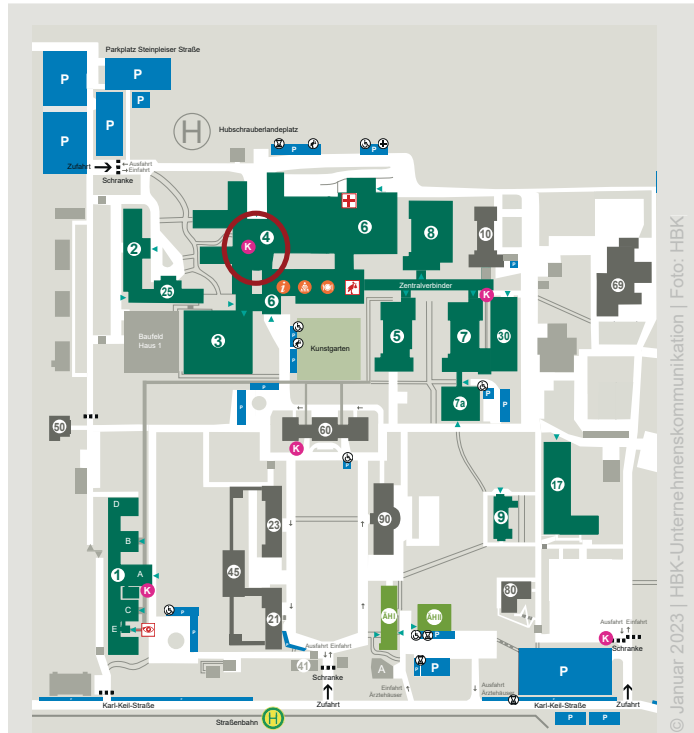 Parkplatz Steinpleiser Straße
P
P
P
P
P
H
Hubschrauberlandeplatz
P
P
Zufahrt
Ausfahrt
Einfahrt
Schranke
4
K
6
8
10
2
25
69
i
6
Zentralverbinder
K
Baufeld
Haus 1
3
Kunstgarten
5
7
30
7a
P
P
P
50
60
K
P
D
B
1
A
K
C
E
23
45
21
90
9
17
80
ÄHI
ÄHII
P
P
P
41
A
Ausfahrt Einfahrt
Schranke
Zufahrt
Einfahrt
Ärztehäuser
Ausfahrt
Ärztehäuser
P
K
Ausfahrt Einfahrt
Schranke
Zufahrt
Karl-Keil-Straße
Karl-Keil-Straße
P
P
Straßenbahn
H
© Januar 2023 | HBK-Unternehmenskommunikation | Foto: HBK